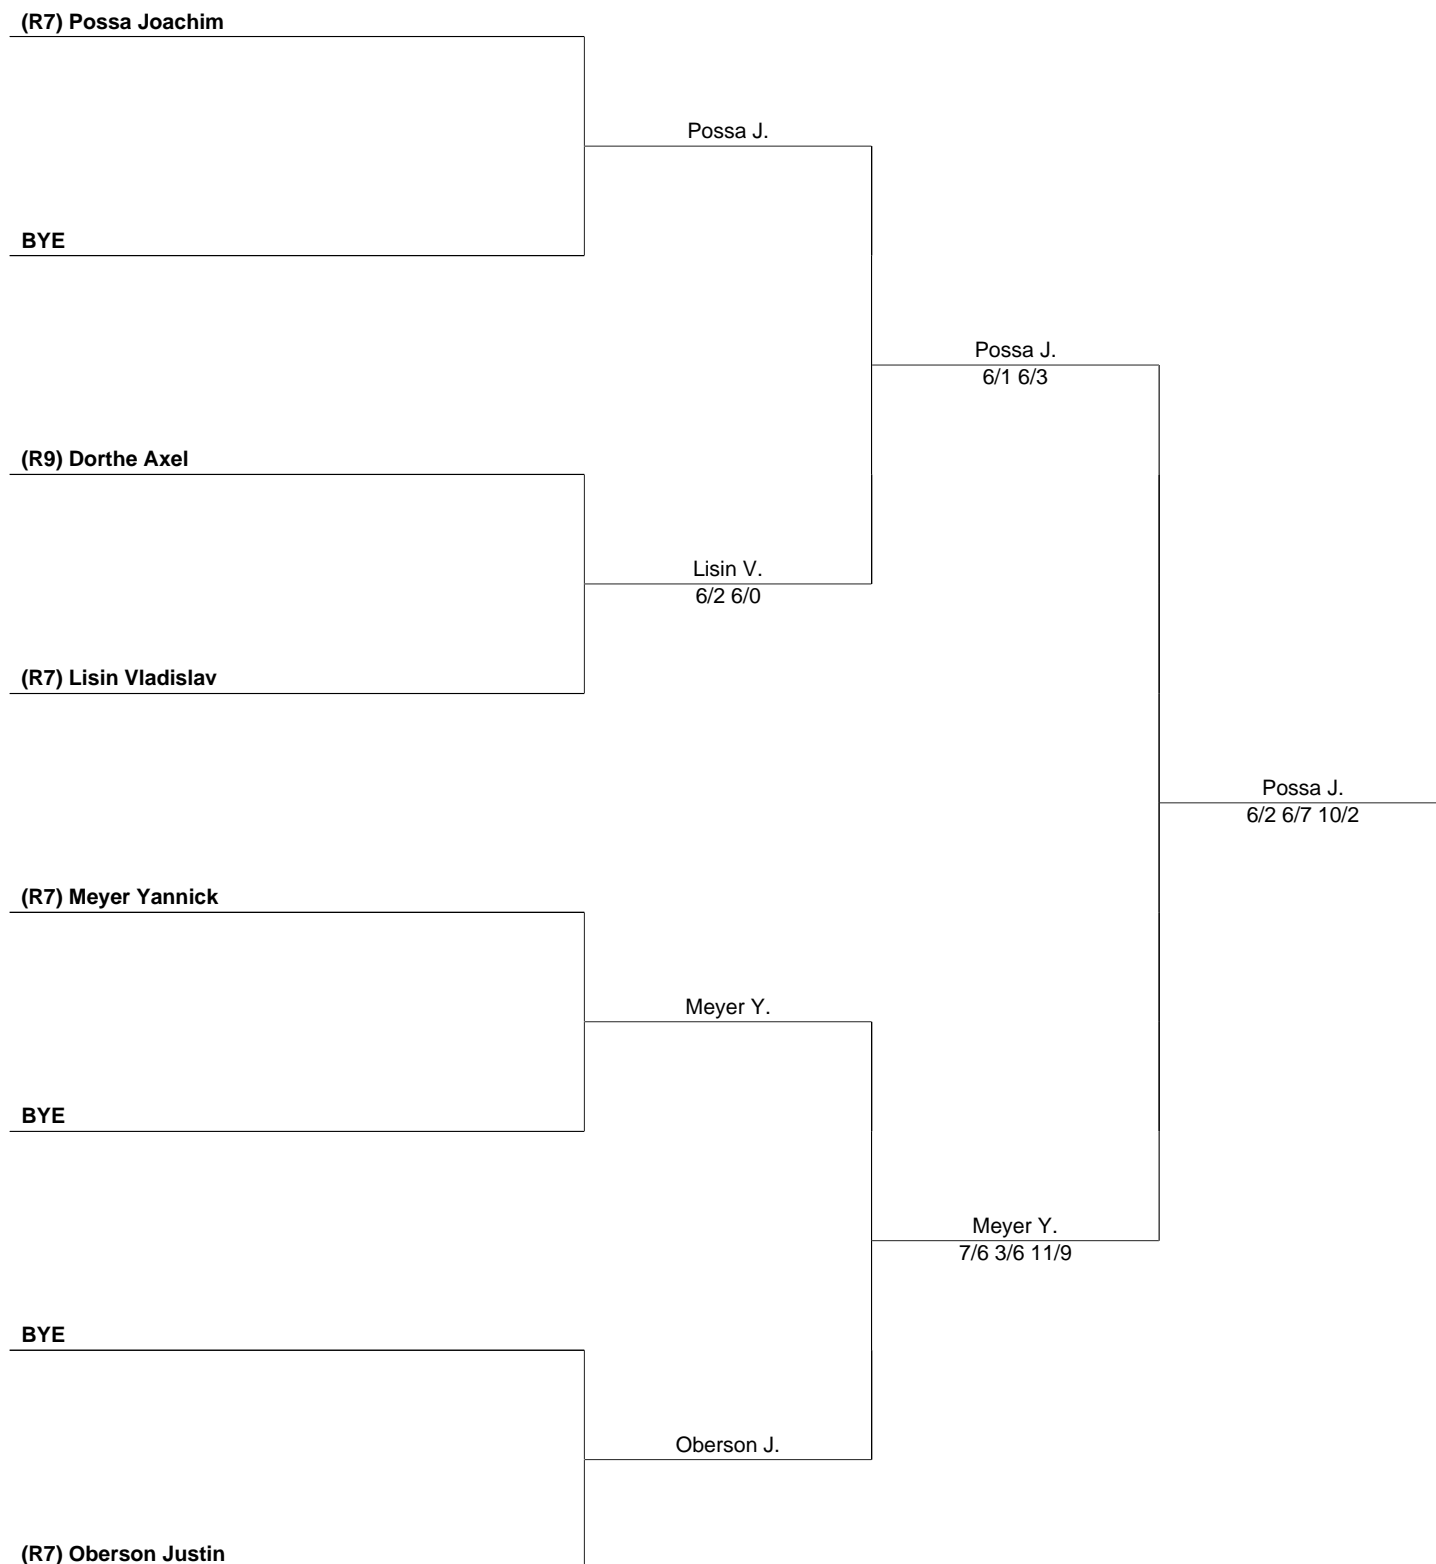 (R7) Possa Joachim
Possa J.
BYE
Possa J.
6/1 6/3
(R9) Dorthe Axel
Lisin V.
6/2 6/0
(R7) Lisin Vladislav
Possa J.
6/2 6/7 10/2
(R7) Meyer Yannick
Meyer Y.
BYE
Meyer Y.
7/6 3/6 11/9
BYE
Oberson J.
(R7) Oberson Justin